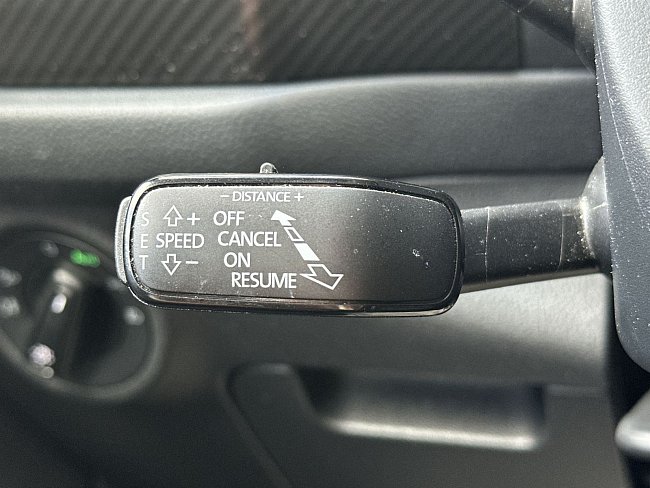 − DISTANCE +
S + OFF
E SPEED CANCEL
T − ON
RESUME